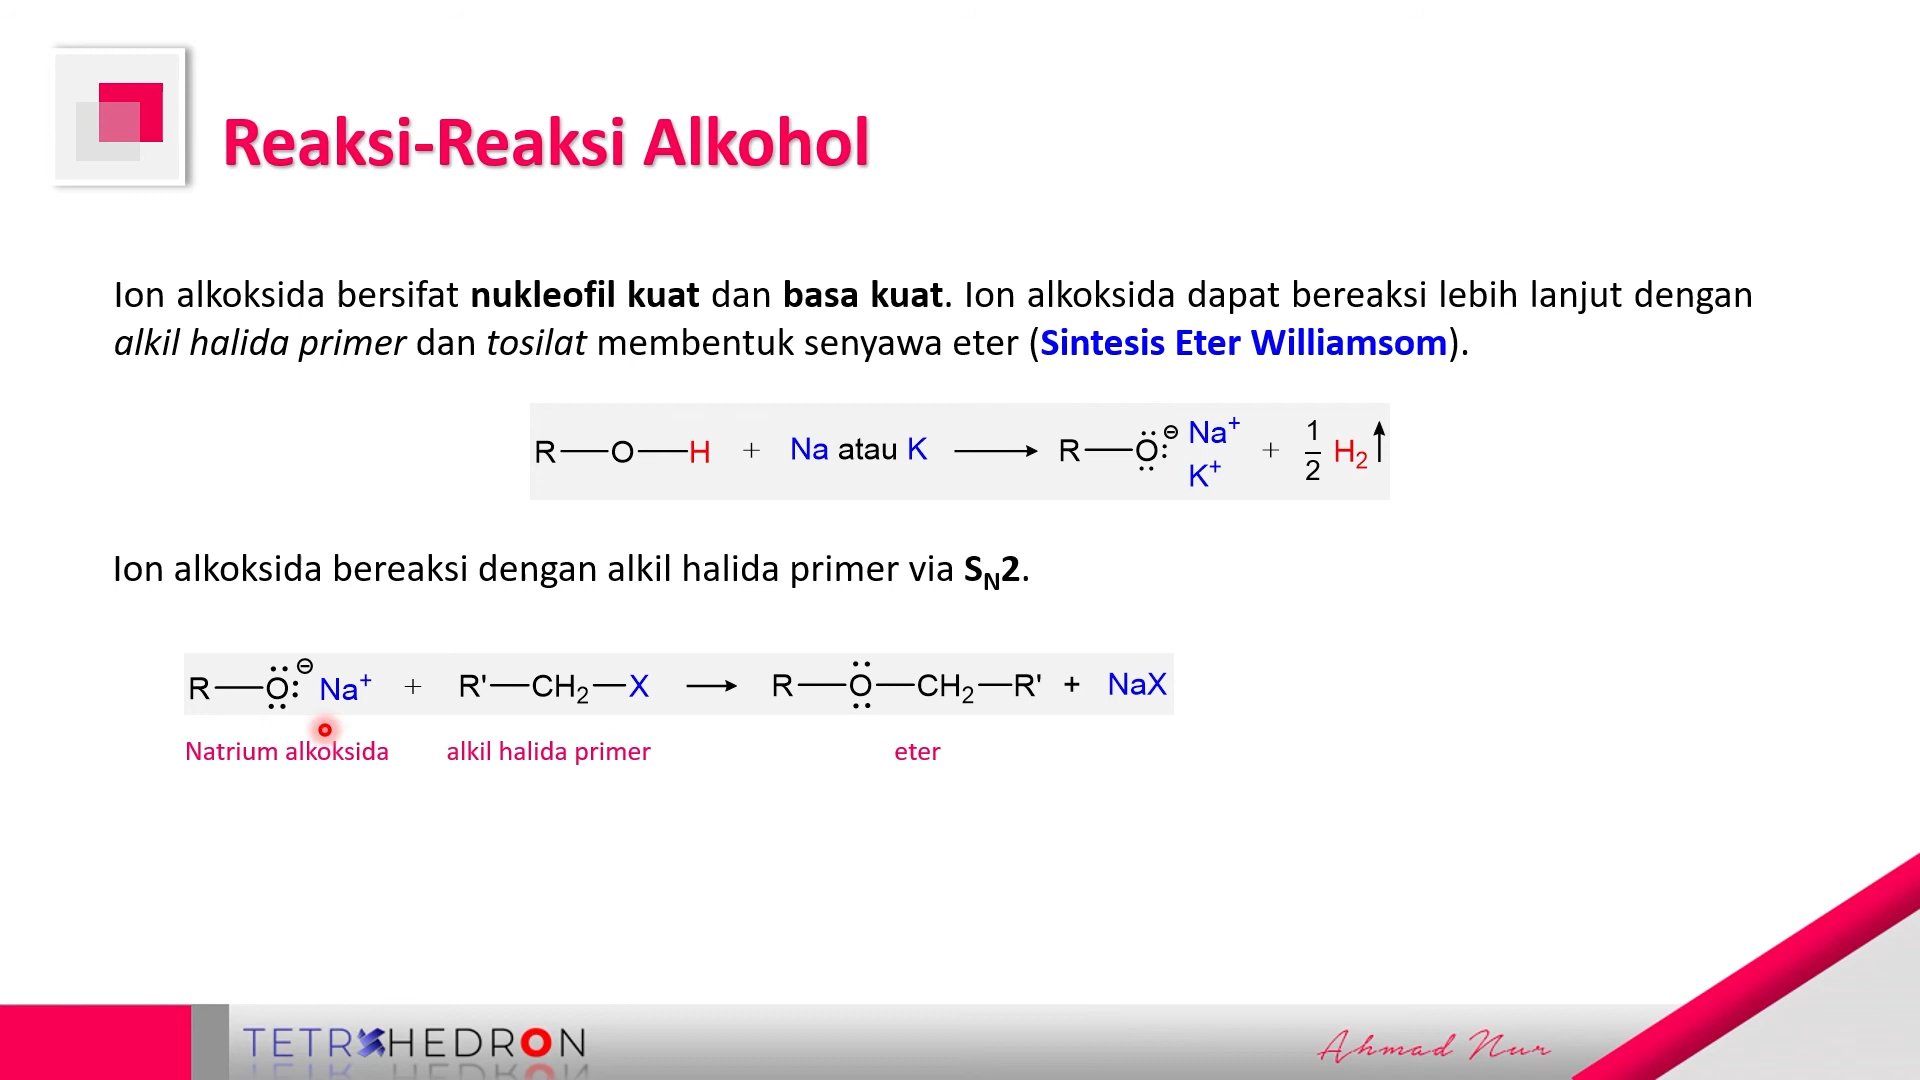 Reaksi-Reaksi Alkohol
Ion alkoksida bersifat nukleofil kuat dan basa kuat. Ion alkoksida dapat bereaksi lebih lanjut dengan
alkil halida primer dan tosilat membentuk senyawa eter (Sintesis Eter Williamsom).
R—O—H + Na atau K ⟶ R—O:⊖ Na⁺ K⁺ + 1/2 H₂↑
Ion alkoksida bereaksi dengan alkil halida primer via SN2.
R—O:⊖ Na⁺ + R'—CH₂—X ⟶ R—O—CH₂—R' + NaX
Natrium alkoksida alkil halida primer eter
TETRAHEDRON
Ahmad Nur